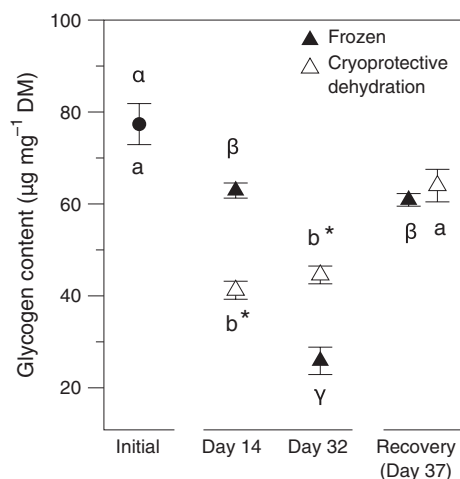 100
80
60
40
20
Glycogen content (µg mg⁻¹ DM)
Frozen
Cryoprotective
dehydration
α
a
β
b*
b*
γ
β
a
Initial
Day 14
Day 32
Recovery
(Day 37)